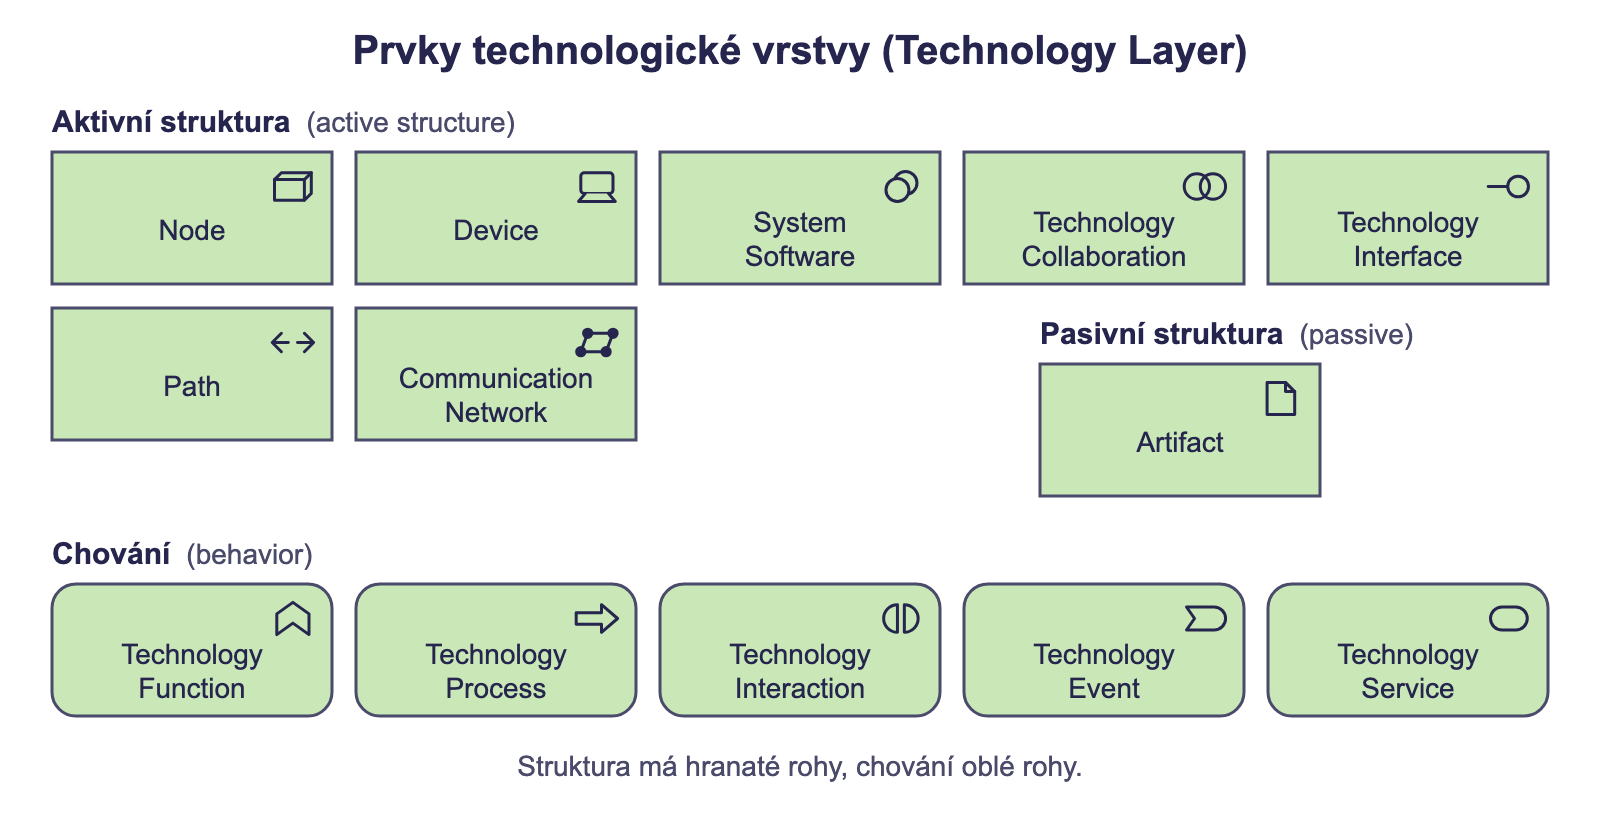 Prvky technologické vrstvy (Technology Layer)
Aktivní struktura (active structure)
Node
Device
System
Software
Technology
Collaboration
Technology
Interface
Path
Communication
Network
Pasivní struktura (passive)
Artifact
Chování (behavior)
Technology
Function
Technology
Process
Technology
Interaction
Technology
Event
Technology
Service
Struktura má hranaté rohy, chování oblé rohy.